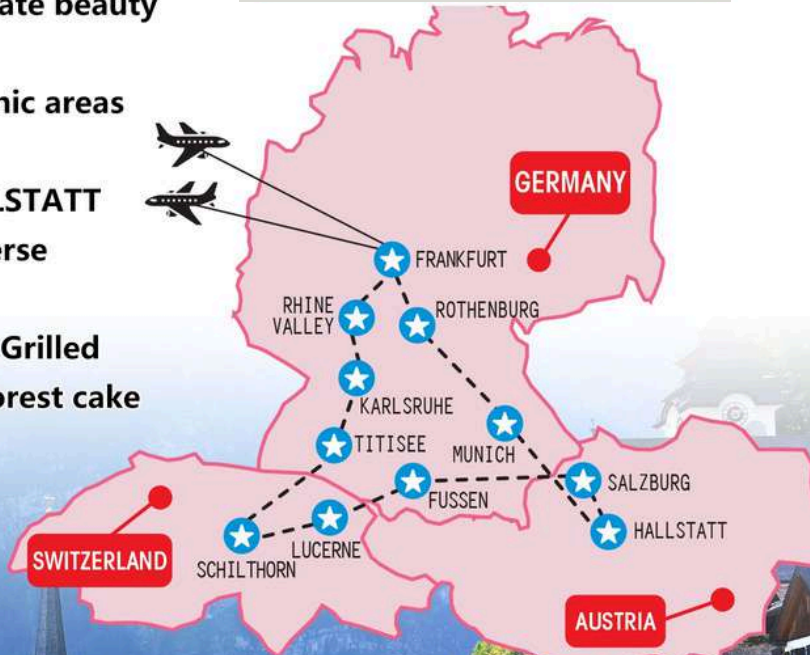 ate beauty
nic areas
LSTATT
erse
Grilled
orest cake
GERMANY
FRANKFURT
RHINE
VALLEY
ROTHENBURG
KARLSRUHE
TITISEE
MUNICH
FUSSEN
SALZBURG
HALLSTATT
LUCERNE
SCHILTHORN
SWITZERLAND
AUSTRIA